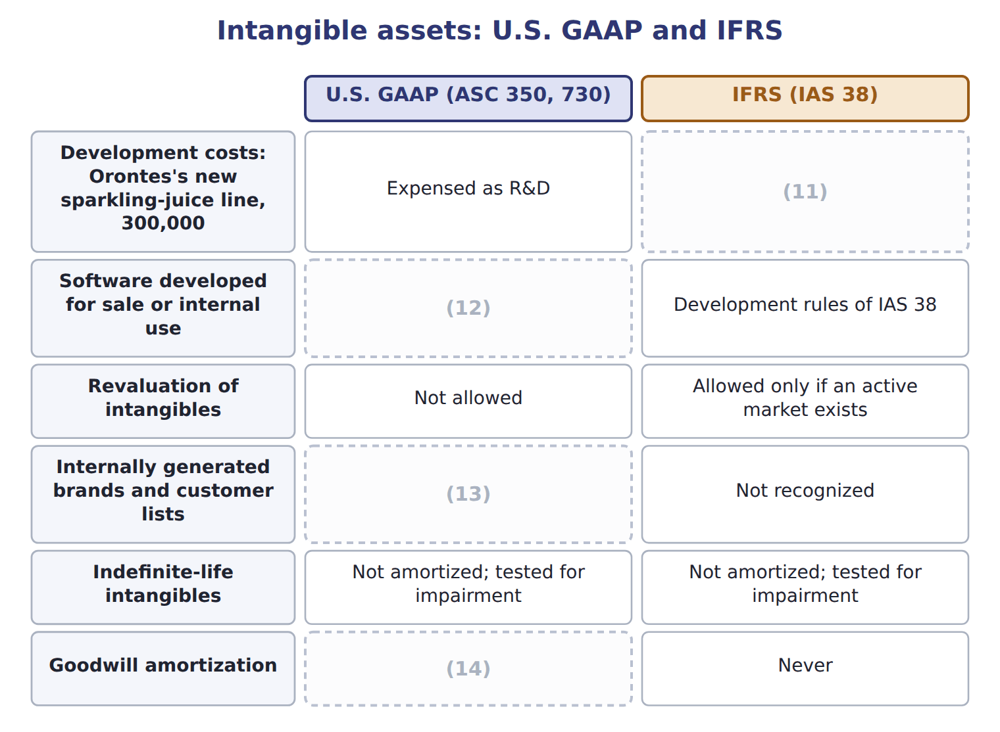 Intangible assets: U.S. GAAP and IFRS
U.S. GAAP (ASC 350, 730)
IFRS (IAS 38)
Development costs:
Orontes's new
sparkling-juice line,
300,000
Expensed as R&D
(11)
Software developed
for sale or internal
use
(12)
Development rules of IAS 38
Revaluation of
intangibles
Not allowed
Allowed only if an active
market exists
Internally generated
brands and customer
lists
(13)
Not recognized
Indefinite-life
intangibles
Not amortized; tested for
impairment
Not amortized; tested for
impairment
Goodwill amortization
(14)
Never